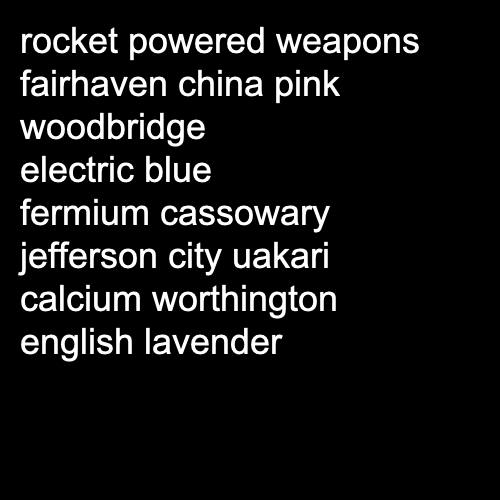 rocket powered weapons
fairhaven china pink
woodbridge
electric blue
fermium cassowary
jefferson city uakari
calcium worthington
english lavender